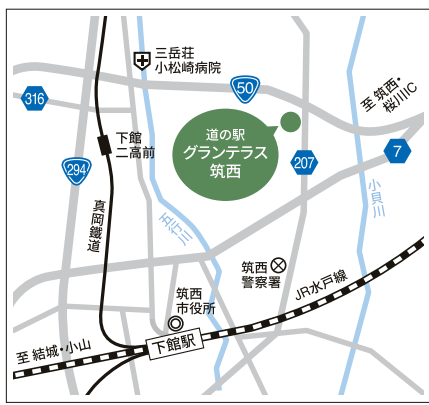 三岳荘
小松崎病院
50
316
至 筑西・
桜川IC
道の駅
グランテラス
筑西
下館
二高前
7
207
294
小貝川
真岡鐵道
五行川
筑西
警察署
JR水戸線
筑西
市役所
下館駅
至 結城・小山